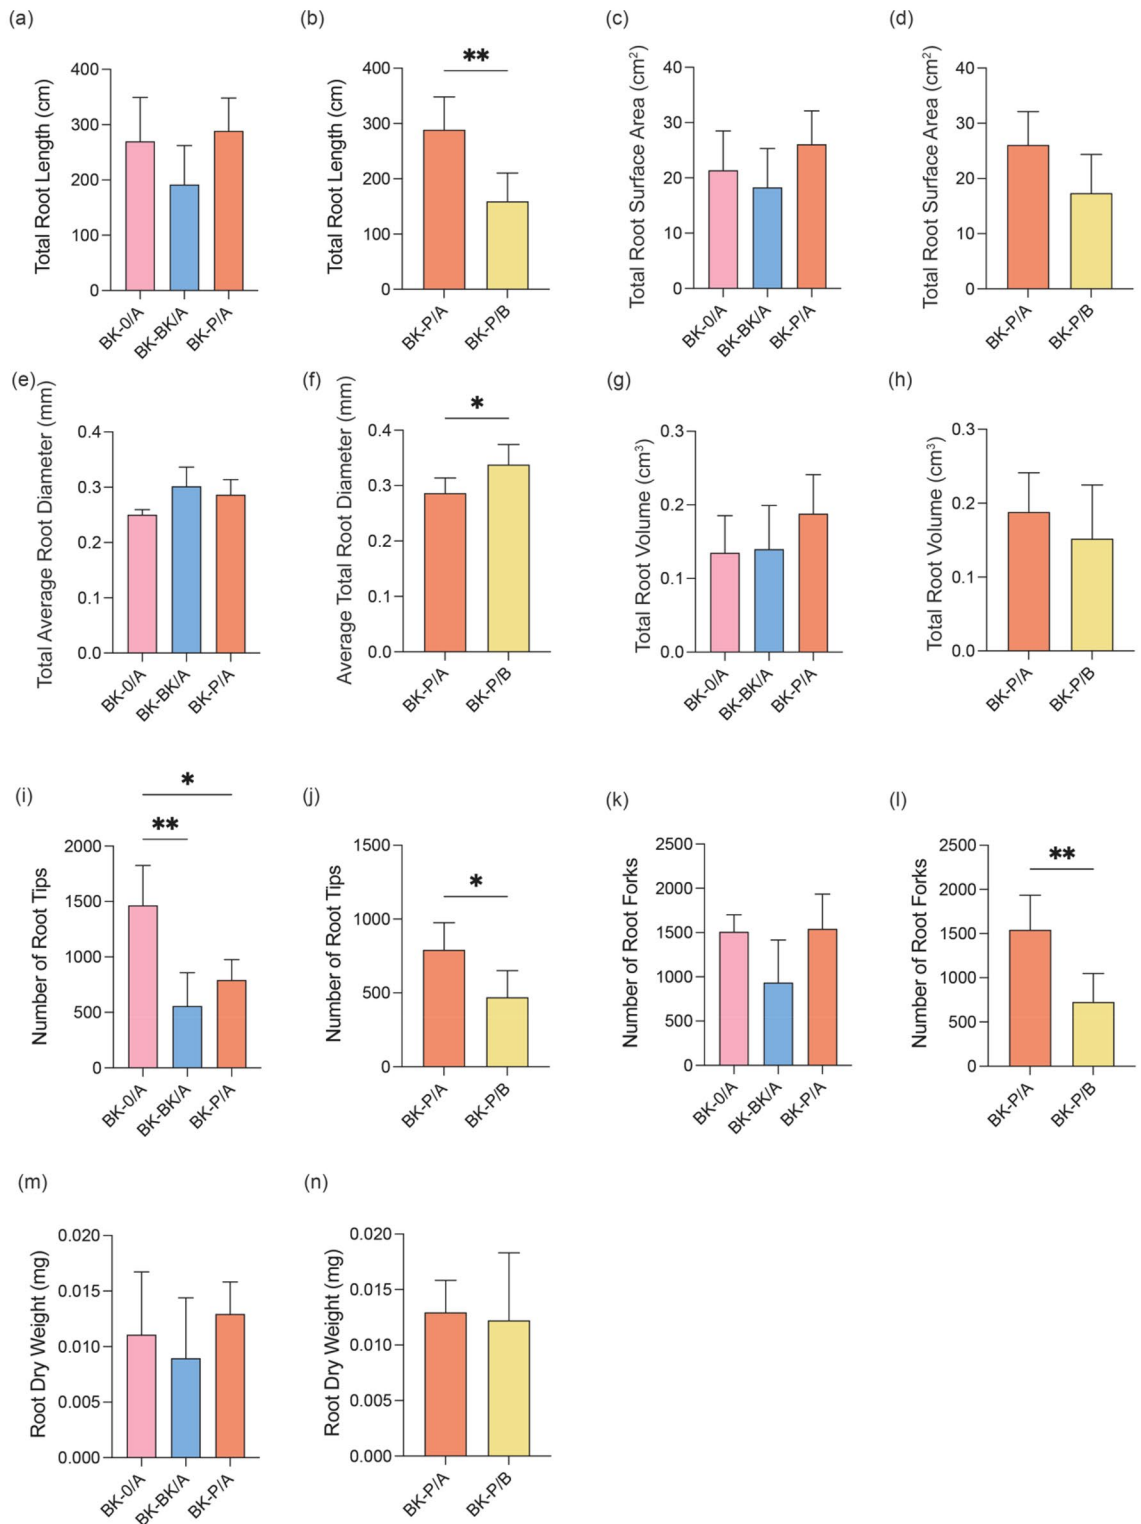 (a)
Total Root Length (cm)
400
300
200
100
0
BK-0/A
BK-BK/A
BK-P/A
(b)
Total Root Length (cm)
400
300
200
100
0
**
BK-P/A
BK-P/B
(c)
Total Root Surface Area (cm²)
40
30
20
10
0
BK-0/A
BK-BK/A
BK-P/A
(d)
Total Root Surface Area (cm²)
40
30
20
10
0
BK-P/A
BK-P/B
(e)
Total Average Root Diameter (mm)
0.4
0.3
0.2
0.1
0.0
BK-0/A
BK-BK/A
BK-P/A
(f)
Average Total Root Diameter (mm)
0.4
0.3
0.2
0.1
0.0
*
BK-P/A
BK-P/B
(g)
Total Root Volume (cm³)
0.3
0.2
0.1
0.0
BK-0/A
BK-BK/A
BK-P/A
(h)
Total Root Volume (cm³)
0.3
0.2
0.1
0.0
BK-P/A
BK-P/B
(i)
Number of Root Tips
2000
1500
1000
500
0
*
**
BK-0/A
BK-BK/A
BK-P/A
(j)
Number of Root Tips
1500
1000
500
0
*
BK-P/A
BK-P/B
(k)
Number of Root Forks
2500
2000
1500
1000
500
0
BK-0/A
BK-BK/A
BK-P/A
(l)
Number of Root Forks
2500
2000
1500
1000
500
0
**
BK-P/A
BK-P/B
(m)
Root Dry Weight (mg)
0.020
0.015
0.010
0.005
0.000
BK-0/A
BK-BK/A
BK-P/A
(n)
Root Dry Weight (mg)
0.020
0.015
0.010
0.005
0.000
BK-P/A
BK-P/B